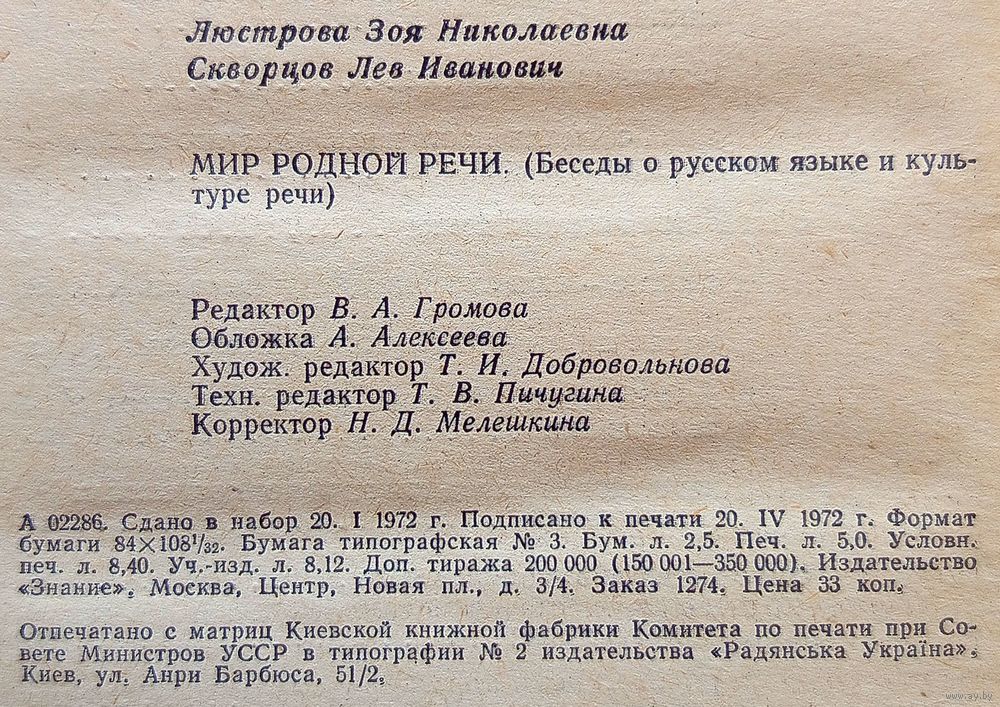 Люстрова Зоя Николаевна
Скворцов Лев Иванович
МИР РОДНОЙ РЕЧИ. (Беседы о русском языке и куль-
туре речи)
Редактор В. А. Громова
Обложка А. Алексеева
Худож. редактор Т. И. Добровольнова
Техн. редактор Т. В. Пичугина
Корректор Н. Д. Мелешкина
А 02286. Сдано в набор 20. I 1972 г. Подписано к печати 20. IV 1972 г. Формат
бумаги 84×108¹/₃₂. Бумага типографская № 3. Бум. л. 2,5. Печ. л. 5,0. Условн.
печ. л. 8,40. Уч.-изд. л. 8,12. Доп. тиража 200 000 (150 001—350 000). Издательство
«Знание». Москва, Центр, Новая пл., д. 3/4. Заказ 1274. Цена 33 коп.
Отпечатано с матриц Киевской книжной фабрики Комитета по печати при Со-
вете Министров УССР в типографии № 2 издательства «Радянська Україна».
Киев, ул. Анри Барбюса, 51/2.
www.ay.by